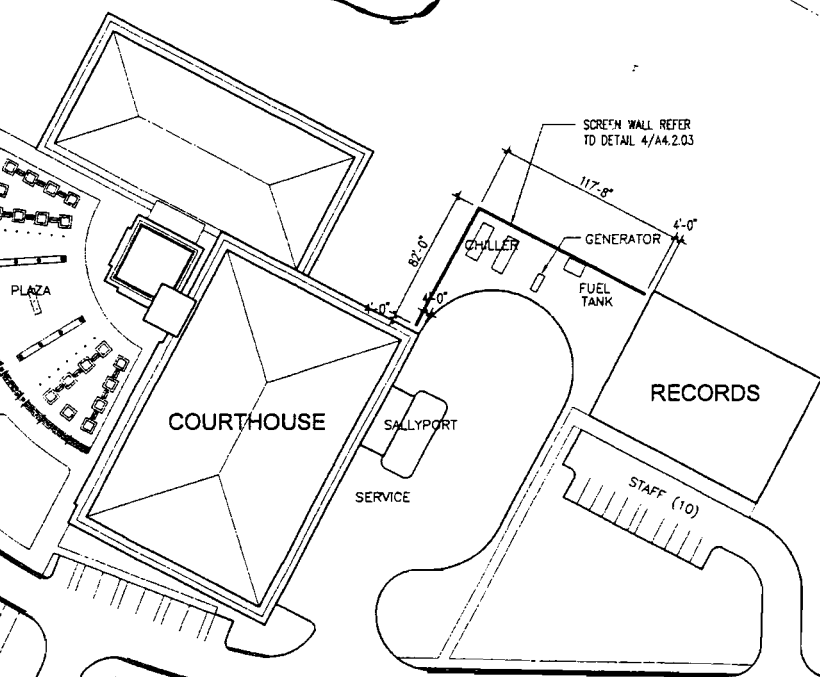 SCREEN WALL REFER
TO DETAIL 4/A4.2.03
117'-8"
4'-0"
82'-0"
CHILLER
GENERATOR
FUEL
TANK
4'-0"
4'-0"
PLAZA
RECORDS
COURTHOUSE
SALLYPORT
STAFF (10)
SERVICE